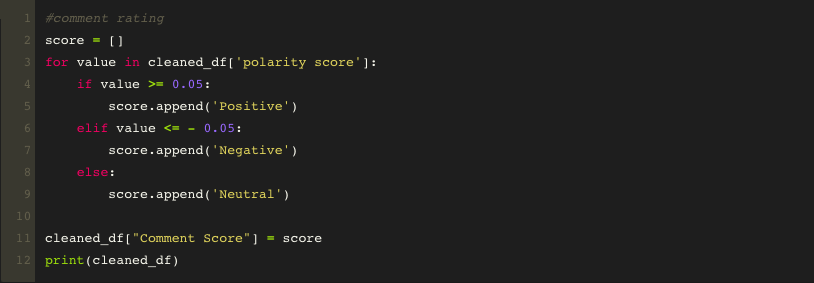 1 #comment rating
2 score = []
3 for value in cleaned_df['polarity score']:
4     if value >= 0.05:
5         score.append('Positive')
6     elif value <= - 0.05:
7         score.append('Negative')
8     else:
9         score.append('Neutral')
10
11 cleaned_df["Comment Score"] = score
12 print(cleaned_df)